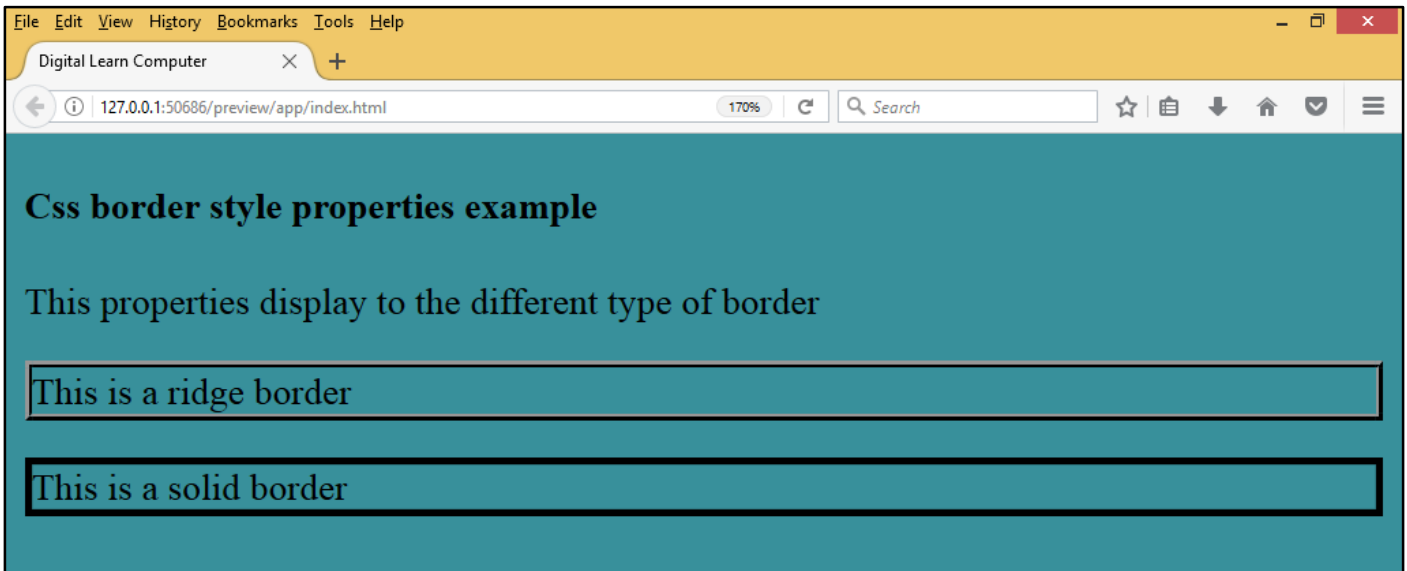 File Edit View History Bookmarks Tools Help
Digital Learn Computer
127.0.0.1:50686/preview/app/index.html 170% Search
Css border style properties example
This properties display to the different type of border
This is a ridge border
This is a solid border